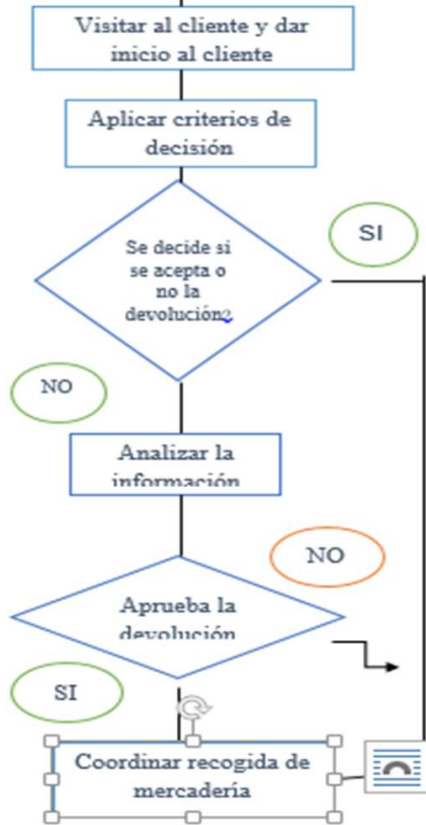 Visitar al cliente y dar
inicio al cliente
Aplicar criterios de
decisión
SI
Se decide si
se acepta o
no la
devolución?
NO
Analizar la
información
NO
Aprueba la
devolución
SI
Coordinar recogida de
mercadería